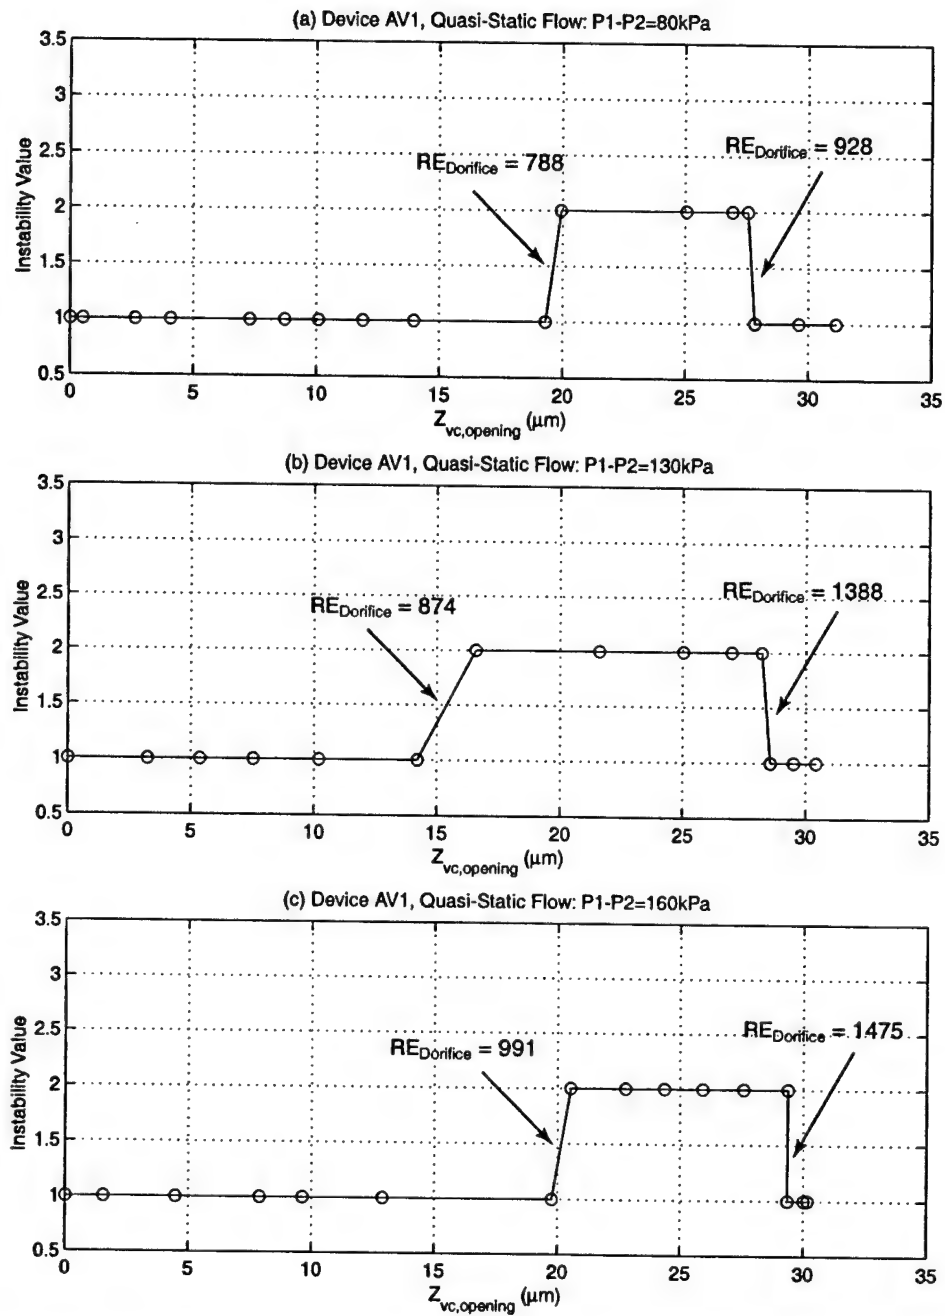 (a) Device AV1, Quasi-Static Flow: P1-P2=80kPa
3.5
3
2.5
2
1.5
1
0.5
Instability Value
RE_Dorifice = 788
RE_Dorifice = 928
0 5 10 15 20 25 30 35
Z_vc,opening (μm)
(b) Device AV1, Quasi-Static Flow: P1-P2=130kPa
3.5
3
2.5
2
1.5
1
0.5
Instability Value
RE_Dorifice = 874
RE_Dorifice = 1388
0 5 10 15 20 25 30 35
Z_vc,opening (μm)
(c) Device AV1, Quasi-Static Flow: P1-P2=160kPa
3.5
3
2.5
2
1.5
1
0.5
Instability Value
RE_Dorifice = 991
RE_Dorifice = 1475
0 5 10 15 20 25 30 35
Z_vc,opening (μm)